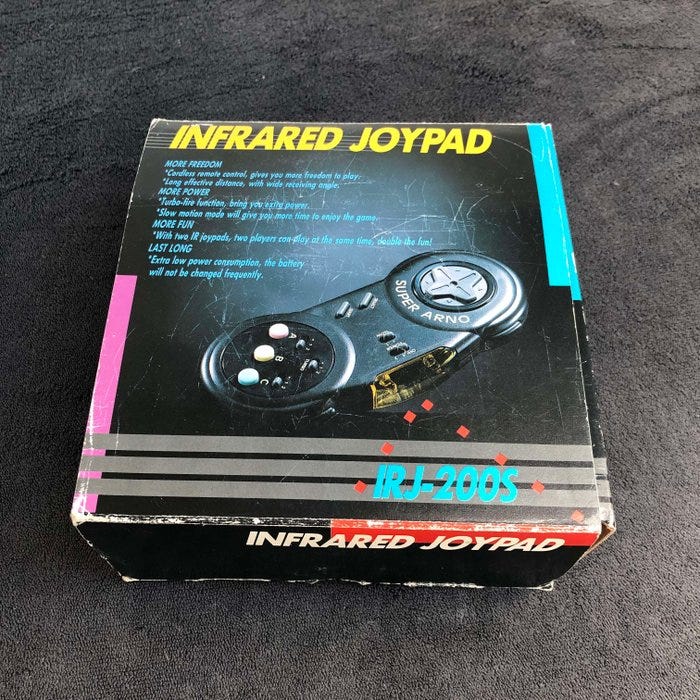 INFRARED JOYPAD
MORE FREEDOM
*Cordless remote control, gives you more freedom to play.
*Long effective distance, with wide receiving angle.
MORE POWER
*Turbo-fire function, bring you extra power.
*Slow motion mode will give you more time to enjoy the game.
MORE FUN
*With two IR joypads, two players can play at the same time, double the fun!
LAST LONG
*Extra low power consumption, the battery
will not be changed frequently.
SUPER ARNO
A
B
C
IRJ-200S
INFRARED JOYPAD